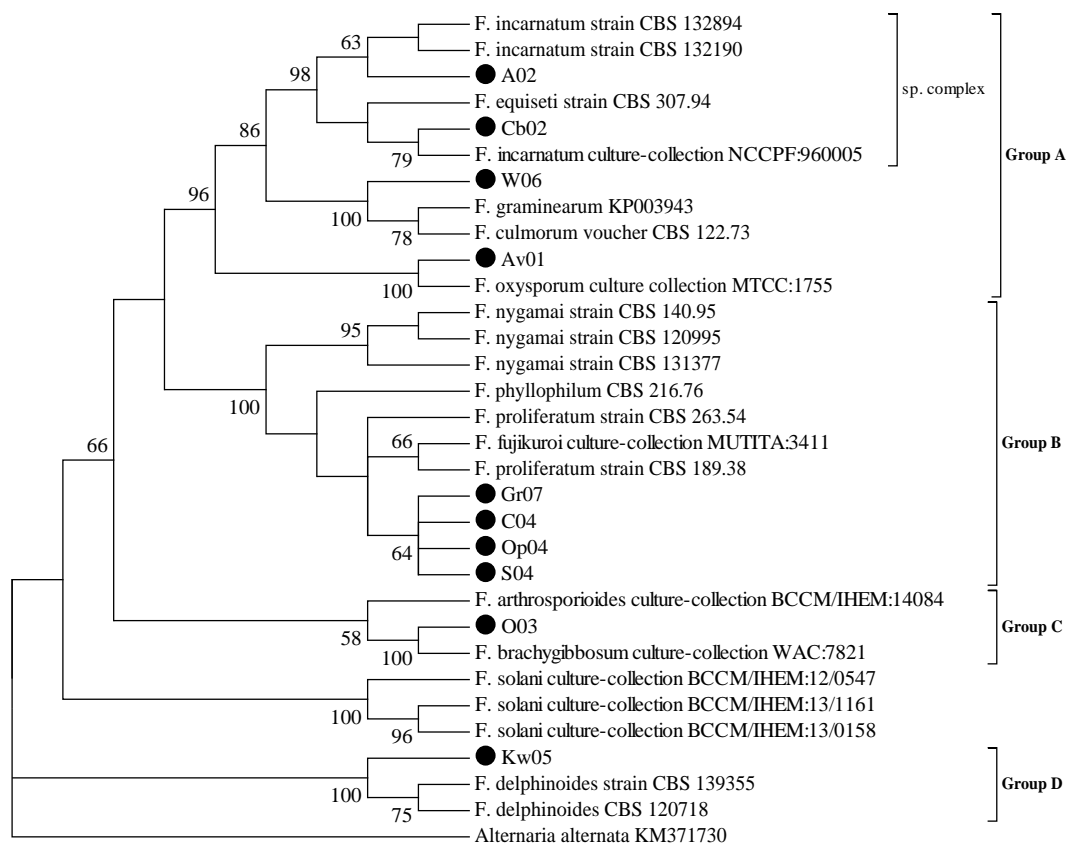 F. incarnatum strain CBS 132894
63
F. incarnatum strain CBS 132190
98
A02
sp. complex
F. equiseti strain CBS 307.94
86
Cb02
79
F. incarnatum culture-collection NCCPF:960005
Group A
96
W06
100
F. graminearum KP003943
78
F. culmorum voucher CBS 122.73
Av01
100
F. oxysporum culture collection MTCC:1755
F. nygamai strain CBS 140.95
95
F. nygamai strain CBS 120995
F. nygamai strain CBS 131377
100
F. phyllophilum CBS 216.76
F. proliferatum strain CBS 263.54
66
66
F. fujikuroi culture-collection MUTITA:3411
Group B
F. proliferatum strain CBS 189.38
Gr07
C04
64
Op04
S04
F. arthrosporioides culture-collection BCCM/IHEM:14084
58
O03
Group C
100
F. brachygibbosum culture-collection WAC:7821
F. solani culture-collection BCCM/IHEM:12/0547
100
F. solani culture-collection BCCM/IHEM:13/1161
96
F. solani culture-collection BCCM/IHEM:13/0158
Kw05
100
F. delphinoides strain CBS 139355
Group D
75
F. delphinoides CBS 120718
Alternaria alternata KM371730